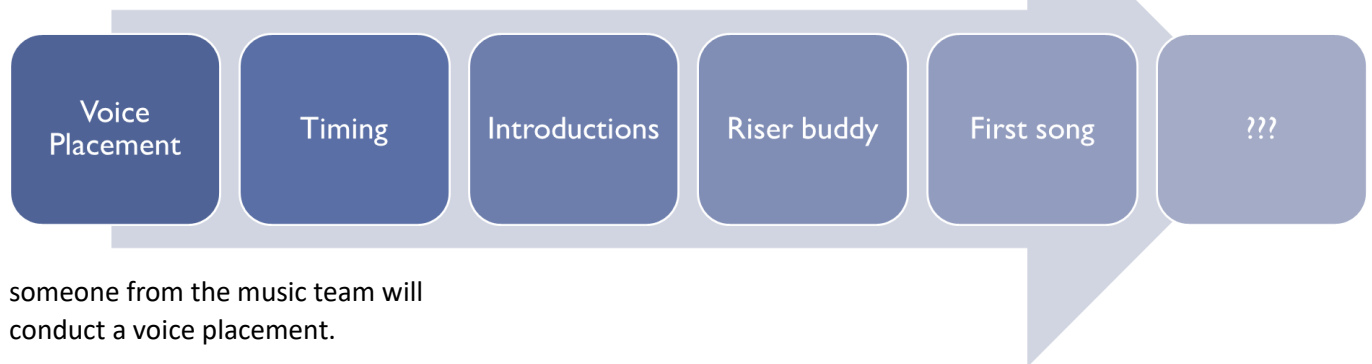 Voice
Placement
Timing
Introductions
Riser buddy
First song
???
someone from the music team will
conduct a voice placement.